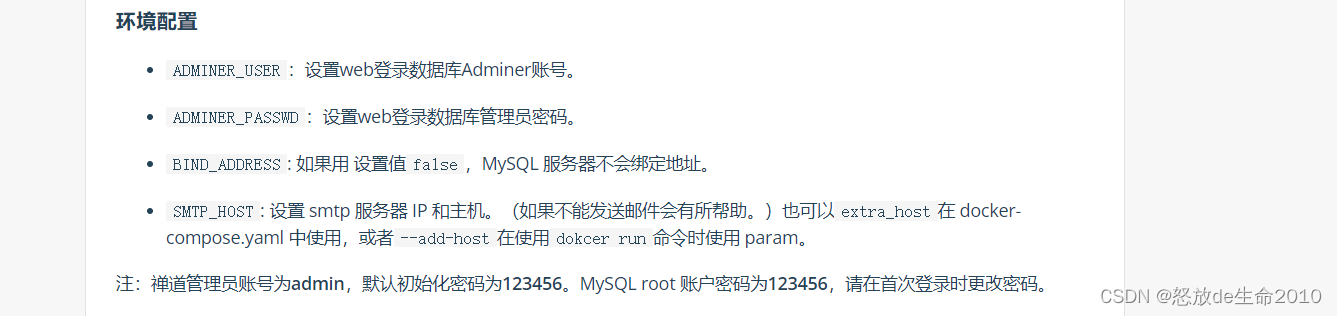 环境配置
• ADMINER_USER：设置web登录数据库Adminer账号。
• ADMINER_PASSWD：设置web登录数据库管理员密码。
• BIND_ADDRESS: 如果用 设置值 false，MySQL 服务器不会绑定地址。
• SMTP_HOST: 设置 smtp 服务器 IP 和主机。（如果不能发送邮件会有所帮助。）也可以 extra_host 在 docker-
compose.yaml 中使用，或者 --add-host 在使用 dokcer run 命令时使用 param。
注：禅道管理员账号为admin，默认初始化密码为123456。MySQL root 账户密码为123456，请在首次登录时更改密码。
CSDN @怒放de生命2010